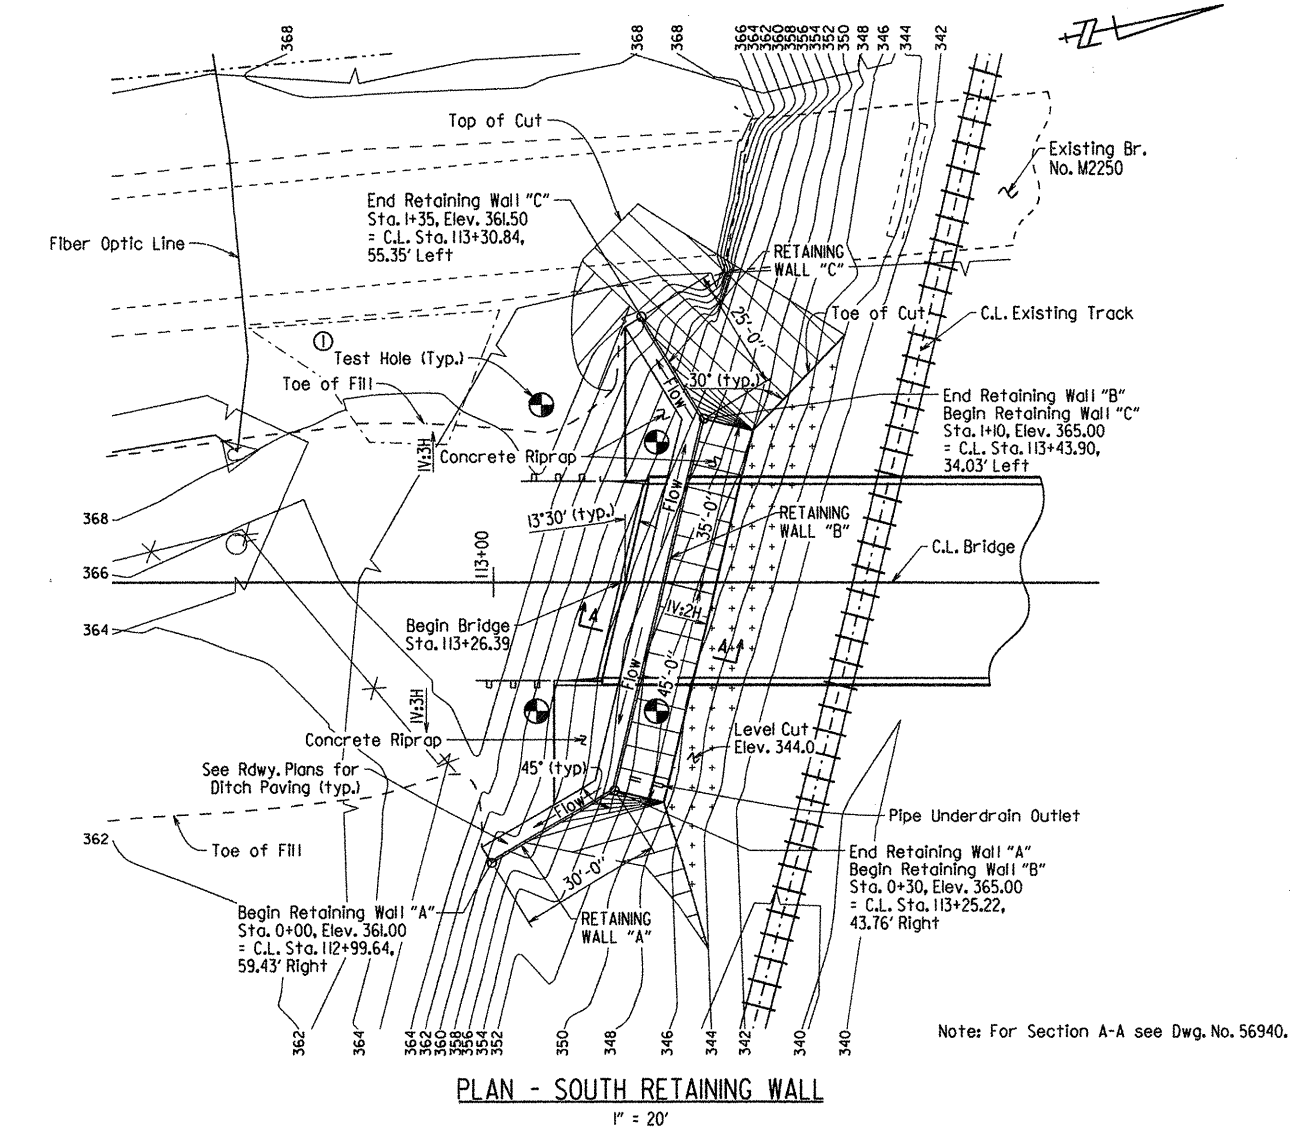 368
368
368
366
364
362
360
358
356
354
352
350
348
346
344
342
Top of Cut
Existing Br.
No. M2250
End Retaining Wall "C"
Sta. 1+35, Elev. 361.50
= C.L. Sta. 113+30.84,
55.35' Left
Fiber Optic Line
RETAINING
WALL "C"
25'-0"
Toe of Cut
C.L. Existing Track
1
Test Hole (Typ.)
Toe of Fill
30° (typ.)
Flow
End Retaining Wall "B"
Begin Retaining Wall "C"
Sta. 1+10, Elev. 365.00
= C.L. Sta. 113+43.90,
34.03' Left
1V:3H
Concrete Riprap
368
13°30' (typ.)
Flow
35'-0"
RETAINING
WALL "B"
113+00
C.L. Bridge
366
364
1V:2H
Begin Bridge
Sta. 113+26.39
A
A
Flow
45'-0"
1V:3H
Concrete Riprap
Level Cut
Elev. 344.0
See Rdwy. Plans for
Ditch Paving (typ.)
45° (typ)
Flow
Pipe Underdrain Outlet
362
Toe of Fill
End Retaining Wall "A"
Begin Retaining Wall "B"
Sta. 0+30, Elev. 365.00
= C.L. Sta. 113+25.22,
43.76' Right
30'-0"
Begin Retaining Wall "A"
Sta. 0+00, Elev. 361.00
= C.L. Sta. 112+99.64,
59.43' Right
RETAINING
WALL "A"
362
364
364
362
360
358
356
354
352
350
348
346
344
342
340
340
Note: For Section A-A see Dwg. No. 56940.
PLAN - SOUTH RETAINING WALL
1" = 20'